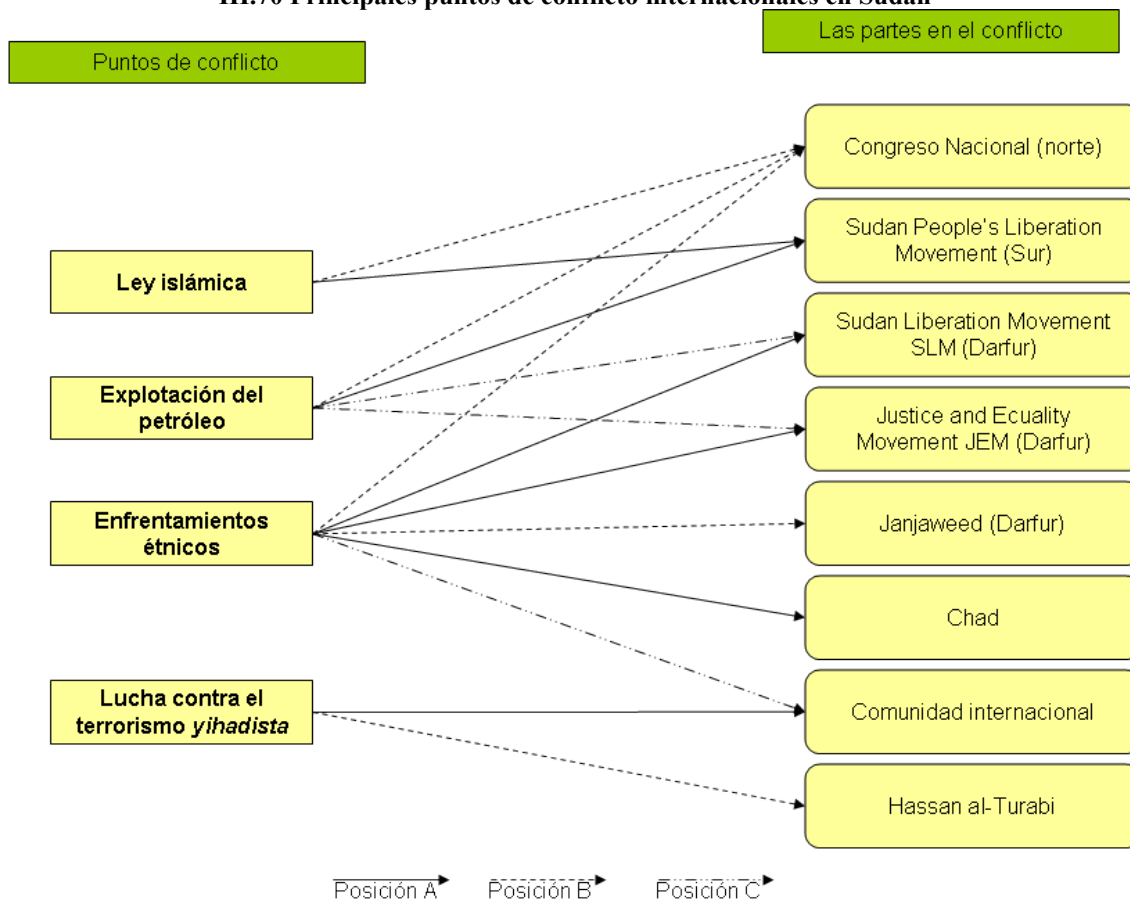 III.70 Principales puntos de conflicto internacionales en Sudán
Puntos de conflicto
Las partes en el conflicto
Ley islámica
Explotación del
petróleo
Enfrentamientos
étnicos
Lucha contra el
terrorismo yihadista
Congreso Nacional (norte)
Sudan People's Liberation
Movement (Sur)
Sudan Liberation Movement
SLM (Darfur)
Justice and Ecuality
Movement JEM (Darfur)
Janjaweed (Darfur)
Chad
Comunidad internacional
Hassan al-Turabi
Posición A
Posición B
Posición C